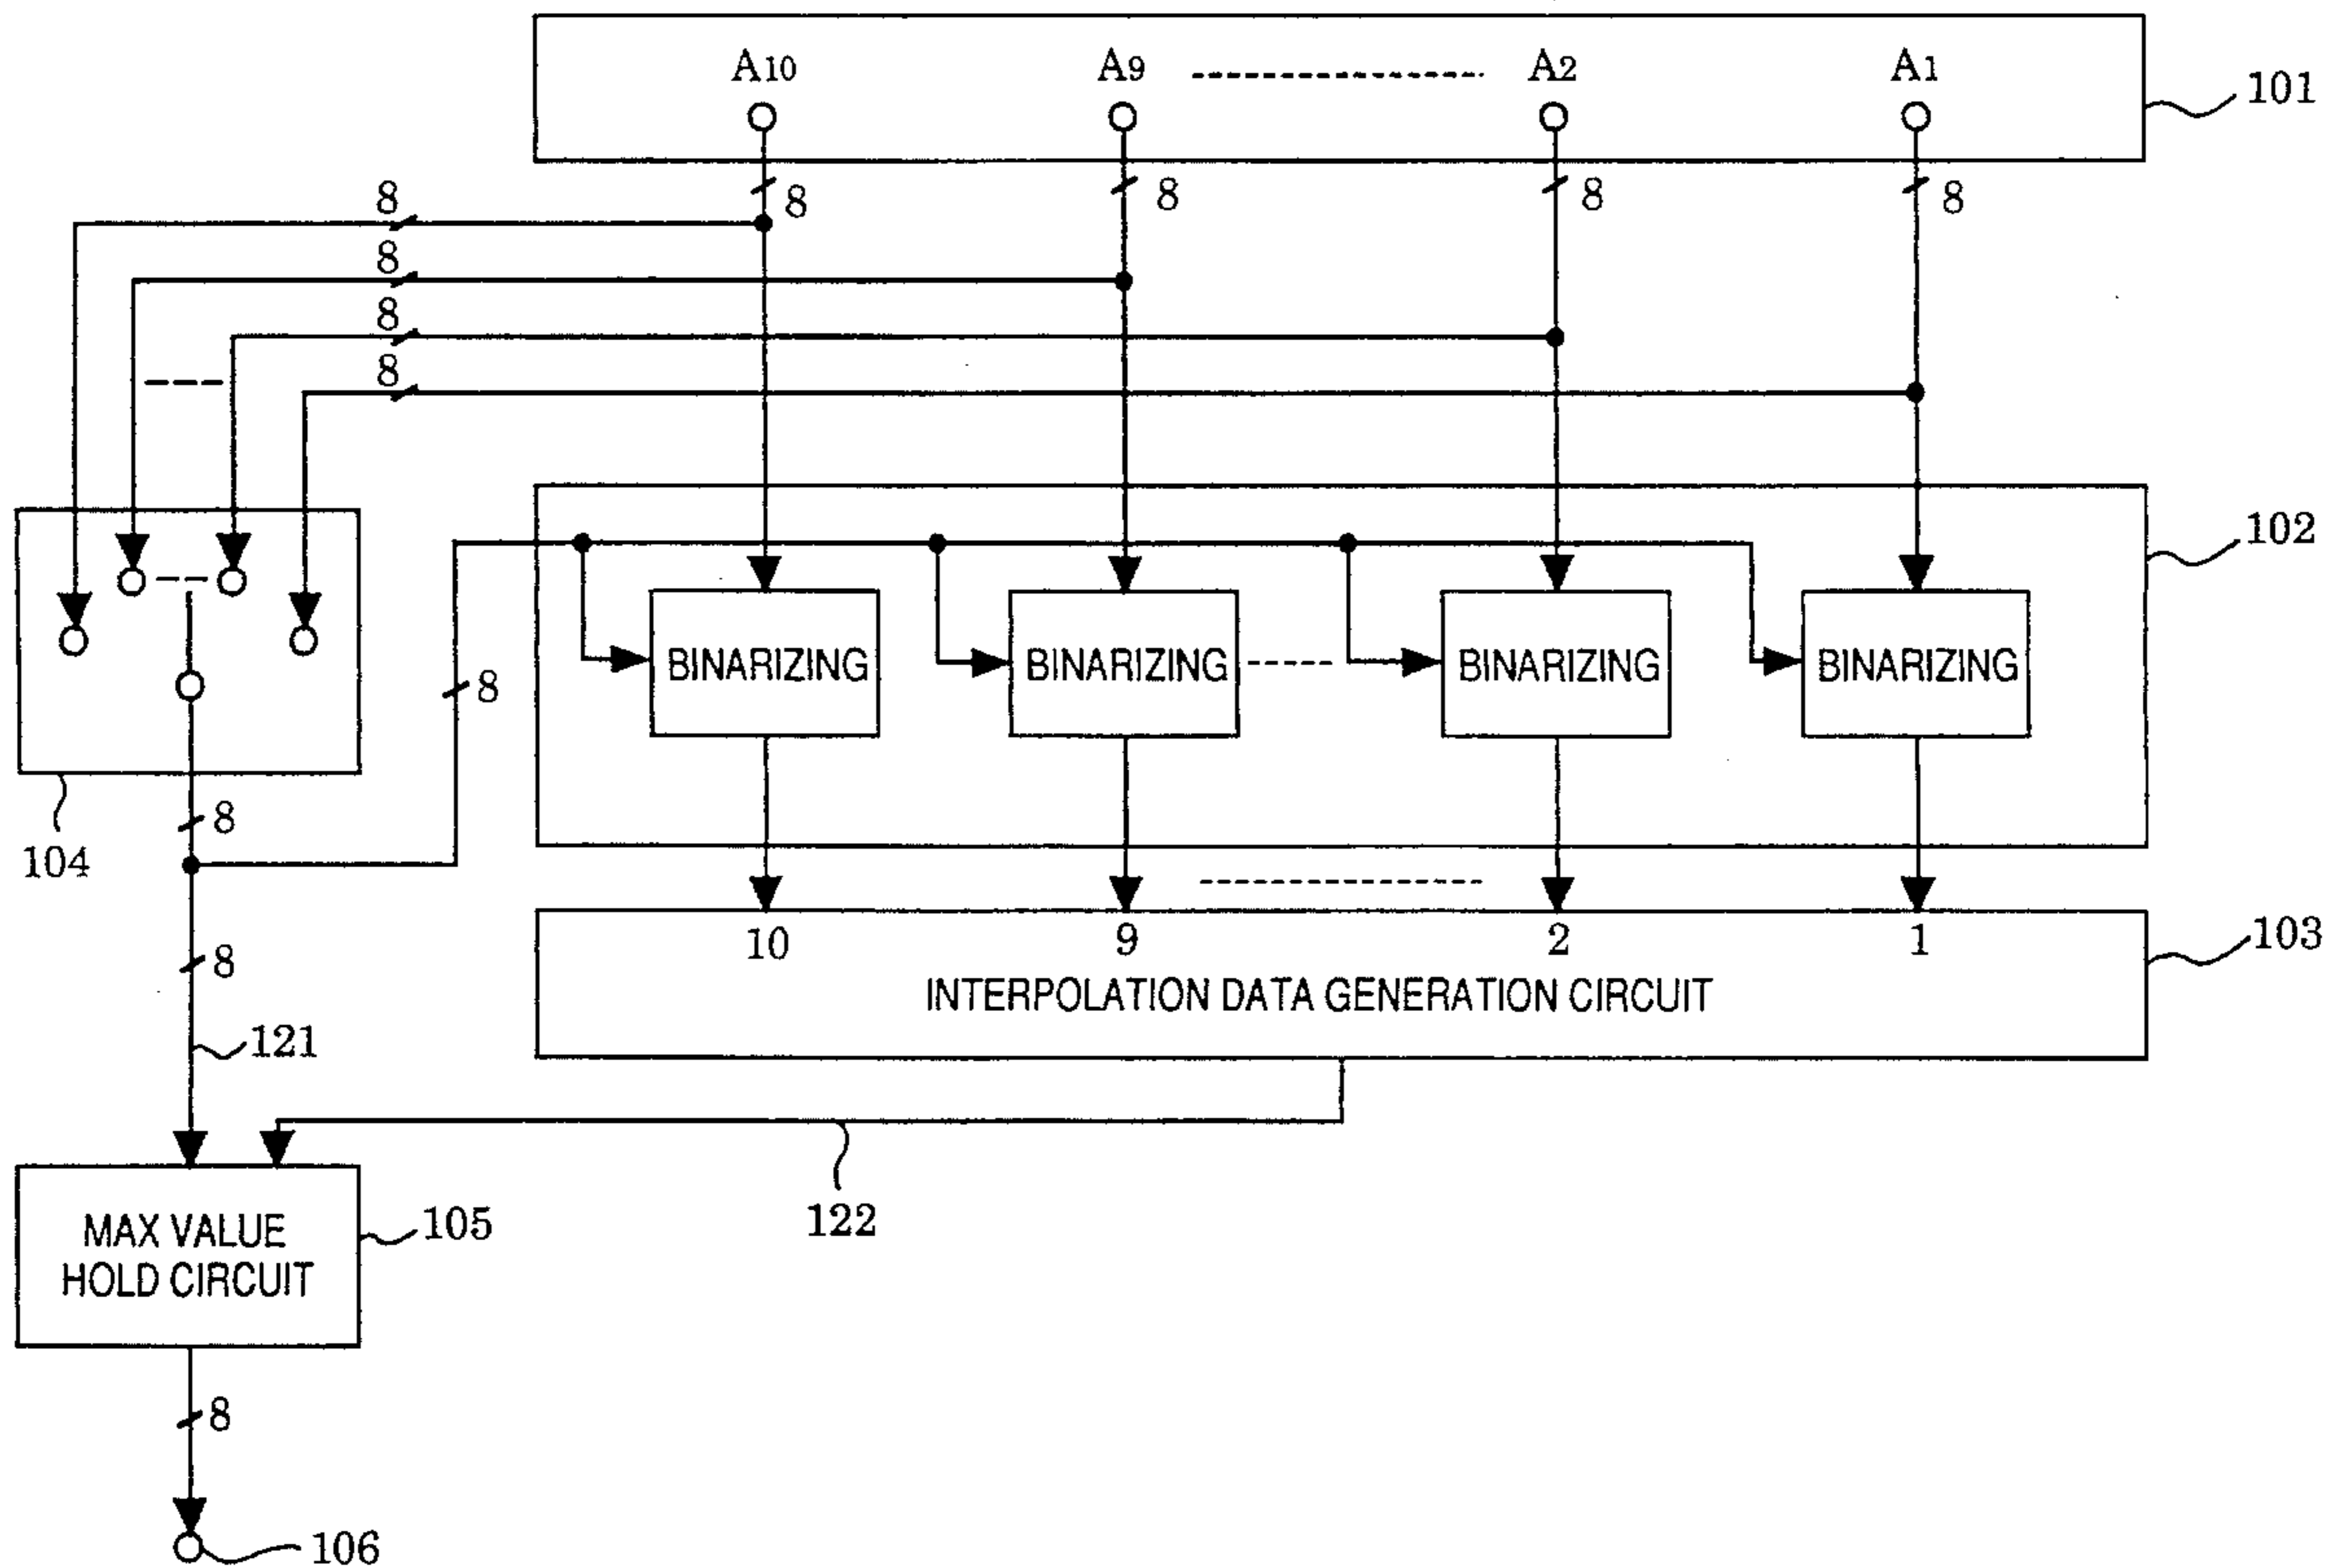 A10 A9 A2 A1
101
8 8 8 8
8
8
8
8
102
BINARIZING BINARIZING BINARIZING BINARIZING
8
8
104
10 9 2 1
103
INTERPOLATION DATA GENERATION CIRCUIT
8
121
122
MAX VALUE
HOLD CIRCUIT
105
8
106